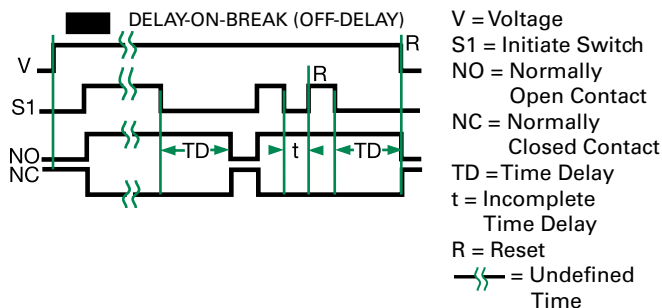 DELAY-ON-BREAK (OFF-DELAY)
V
R
S1
R
NO
NC
TD
t
TD
V = Voltage
S1 = Initiate Switch
NO = Normally
Open Contact
NC = Normally
Closed Contact
TD = Time Delay
t = Incomplete
Time Delay
R = Reset
= Undefined
Time